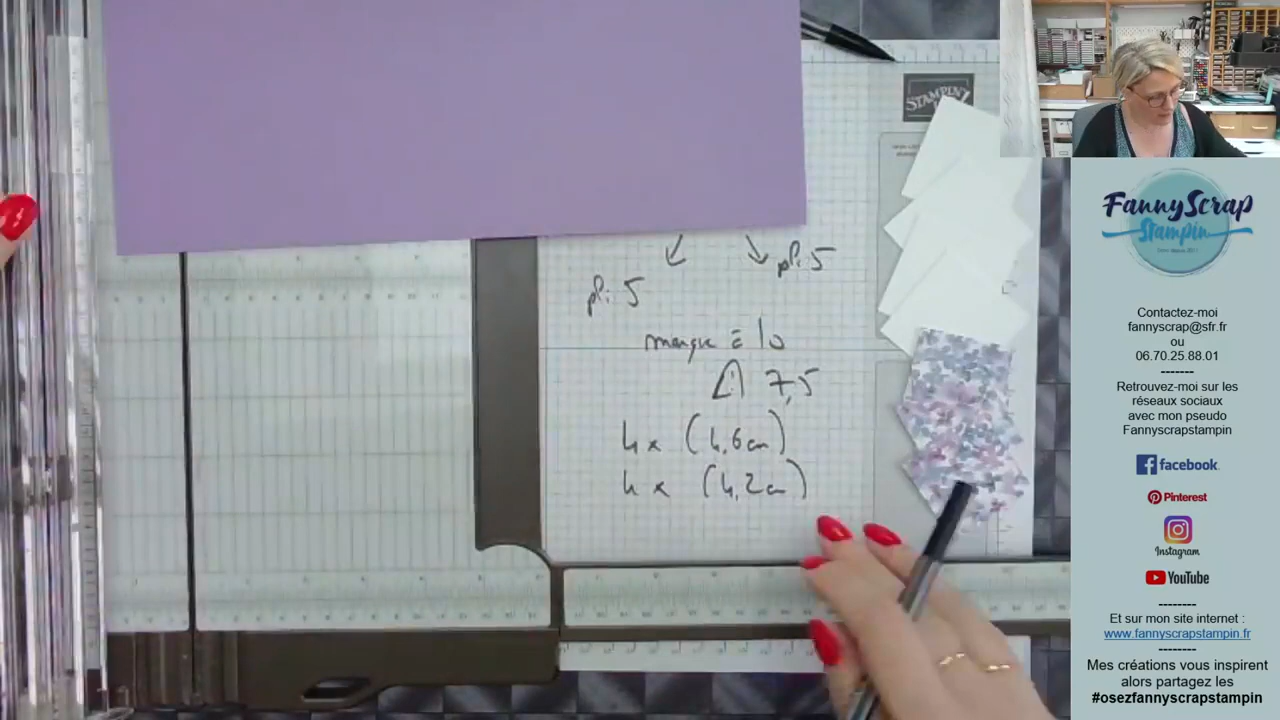 STAMPIN'
pli 5
pli 5
marque à 10
7,5
4 x (4,6cm)
4 x (4,2cm)
FannyScrap
Stampin
Contactez-moi
fannyscrap@sfr.fr
ou
06.70.25.88.01
-------
Retrouvez-moi sur les
réseaux sociaux
avec mon pseudo
Fannyscrapstampin
facebook
Pinterest
Instagram
YouTube
--------
Et sur mon site internet :
www.fannyscrapstampin.fr
--------
Mes créations vous inspirent
alors partagez les
#osezfannyscrapstampin